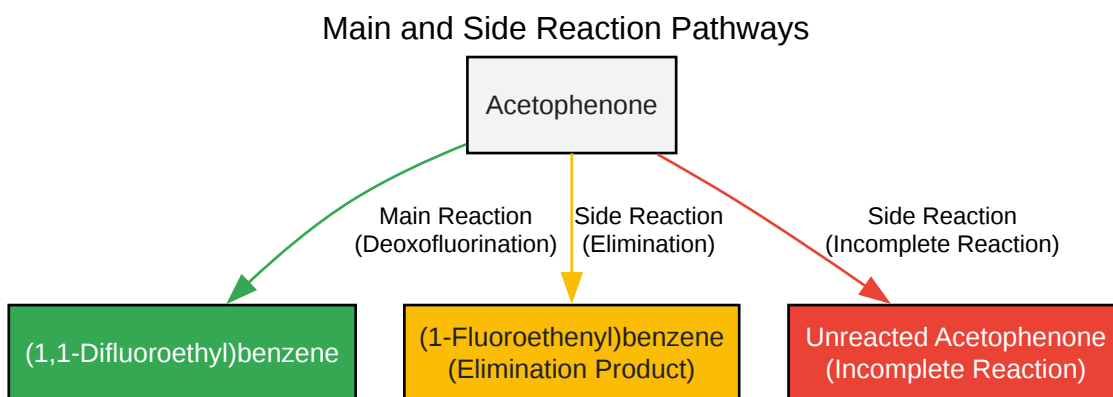 Main and Side Reaction Pathways
Acetophenone
Main Reaction
(Deoxofluorination)
Side Reaction
(Elimination)
Side Reaction
(Incomplete Reaction)
(1,1-Difluoroethyl)benzene
(1-Fluoroethenyl)benzene
(Elimination Product)
Unreacted Acetophenone
(Incomplete Reaction)